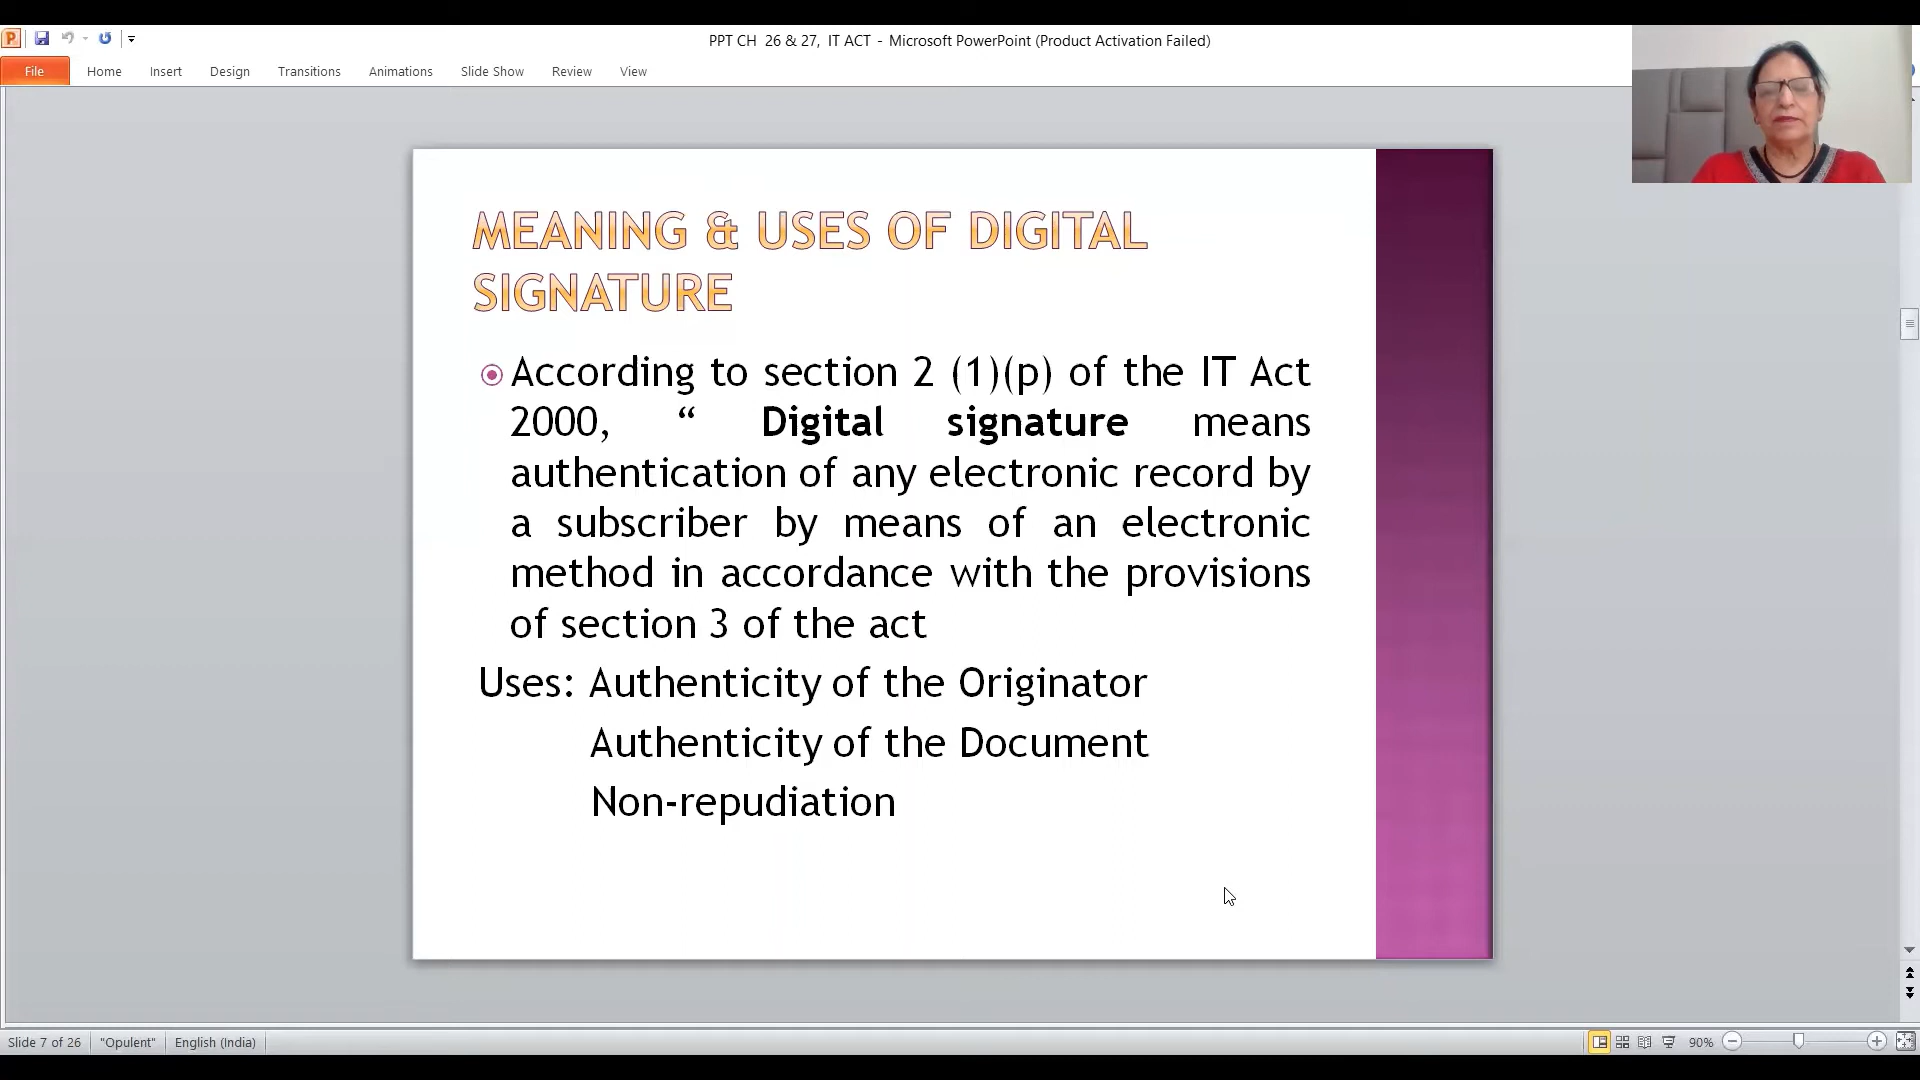 PPT CH 26 & 27, IT ACT - Microsoft PowerPoint (Product Activation Failed)
File Home Insert Design Transitions Animations Slide Show Review View
MEANING & USES OF DIGITAL
SIGNATURE
According to section 2 (1)(p) of the IT Act
2000, “ Digital signature means
authentication of any electronic record by
a subscriber by means of an electronic
method in accordance with the provisions
of section 3 of the act
Uses: Authenticity of the Originator
Authenticity of the Document
Non-repudiation
Slide 7 of 26 "Opulent" English (India) 90%